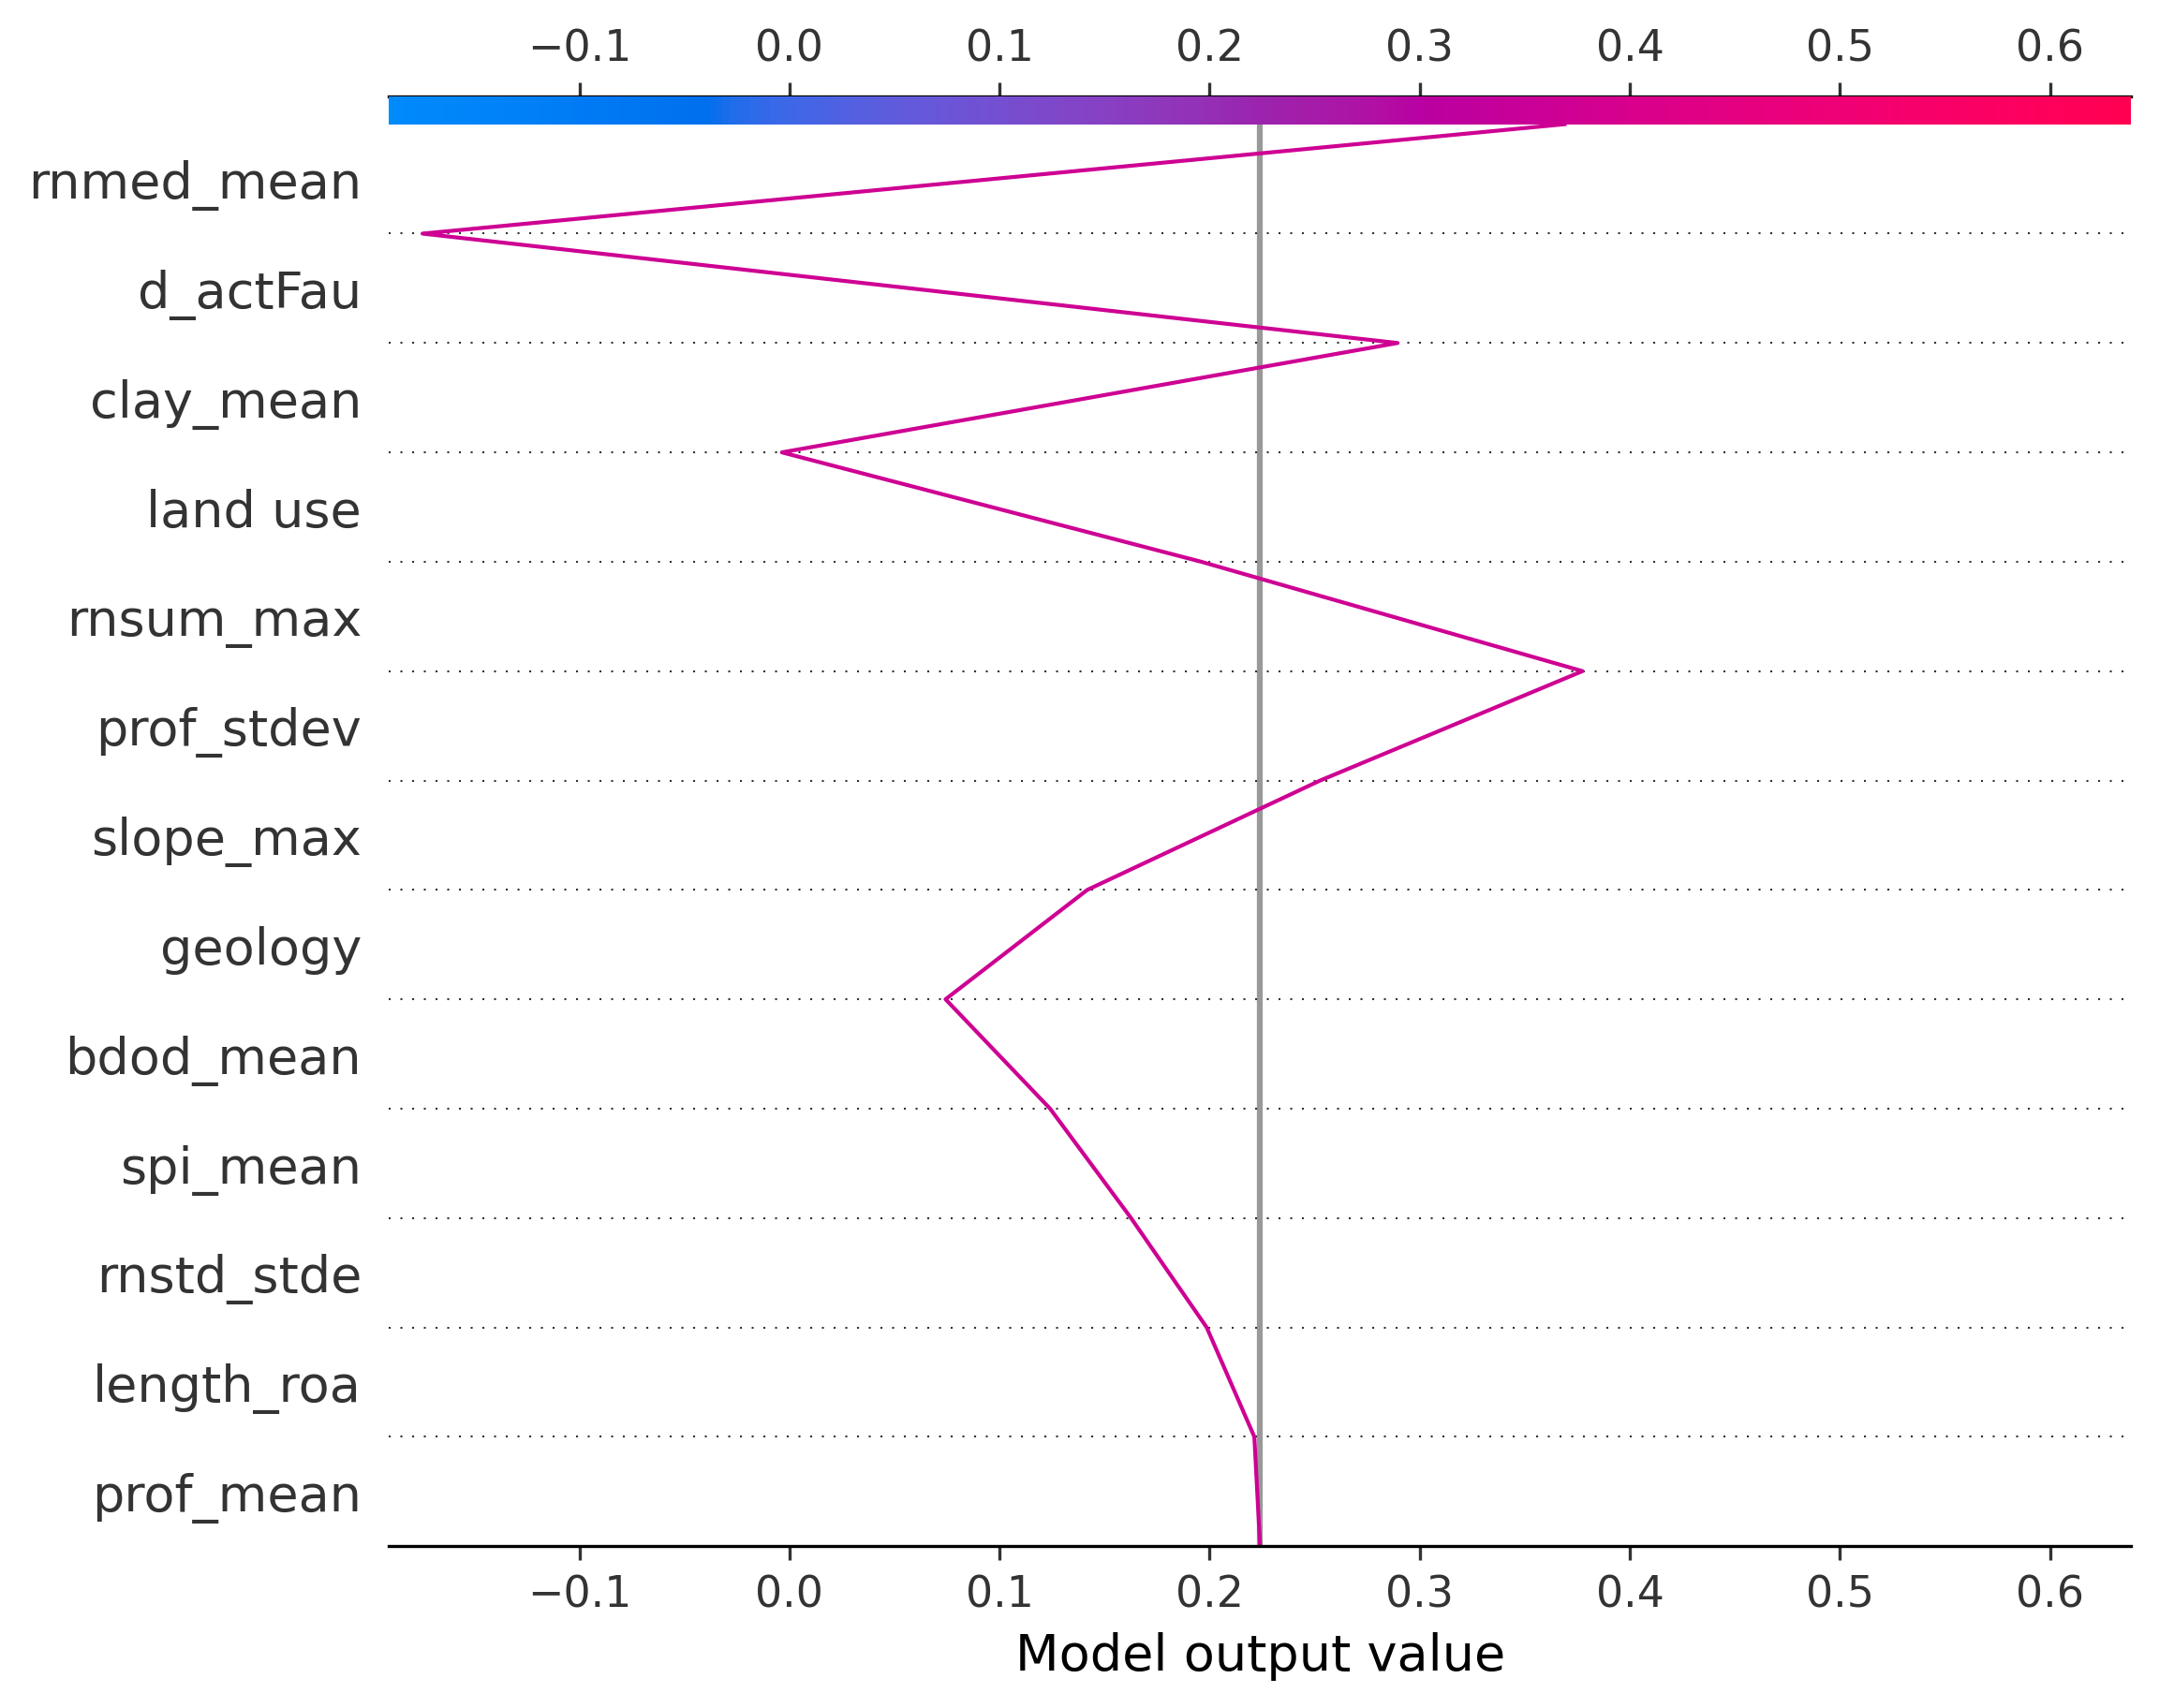 −0.1 0.0 0.1 0.2 0.3 0.4 0.5 0.6
rnmed_mean
d_actFau
clay_mean
land use
rnsum_max
prof_stdev
slope_max
geology
bdod_mean
spi_mean
rnstd_stde
length_roa
prof_mean
−0.1 0.0 0.1 0.2 0.3 0.4 0.5 0.6
Model output value